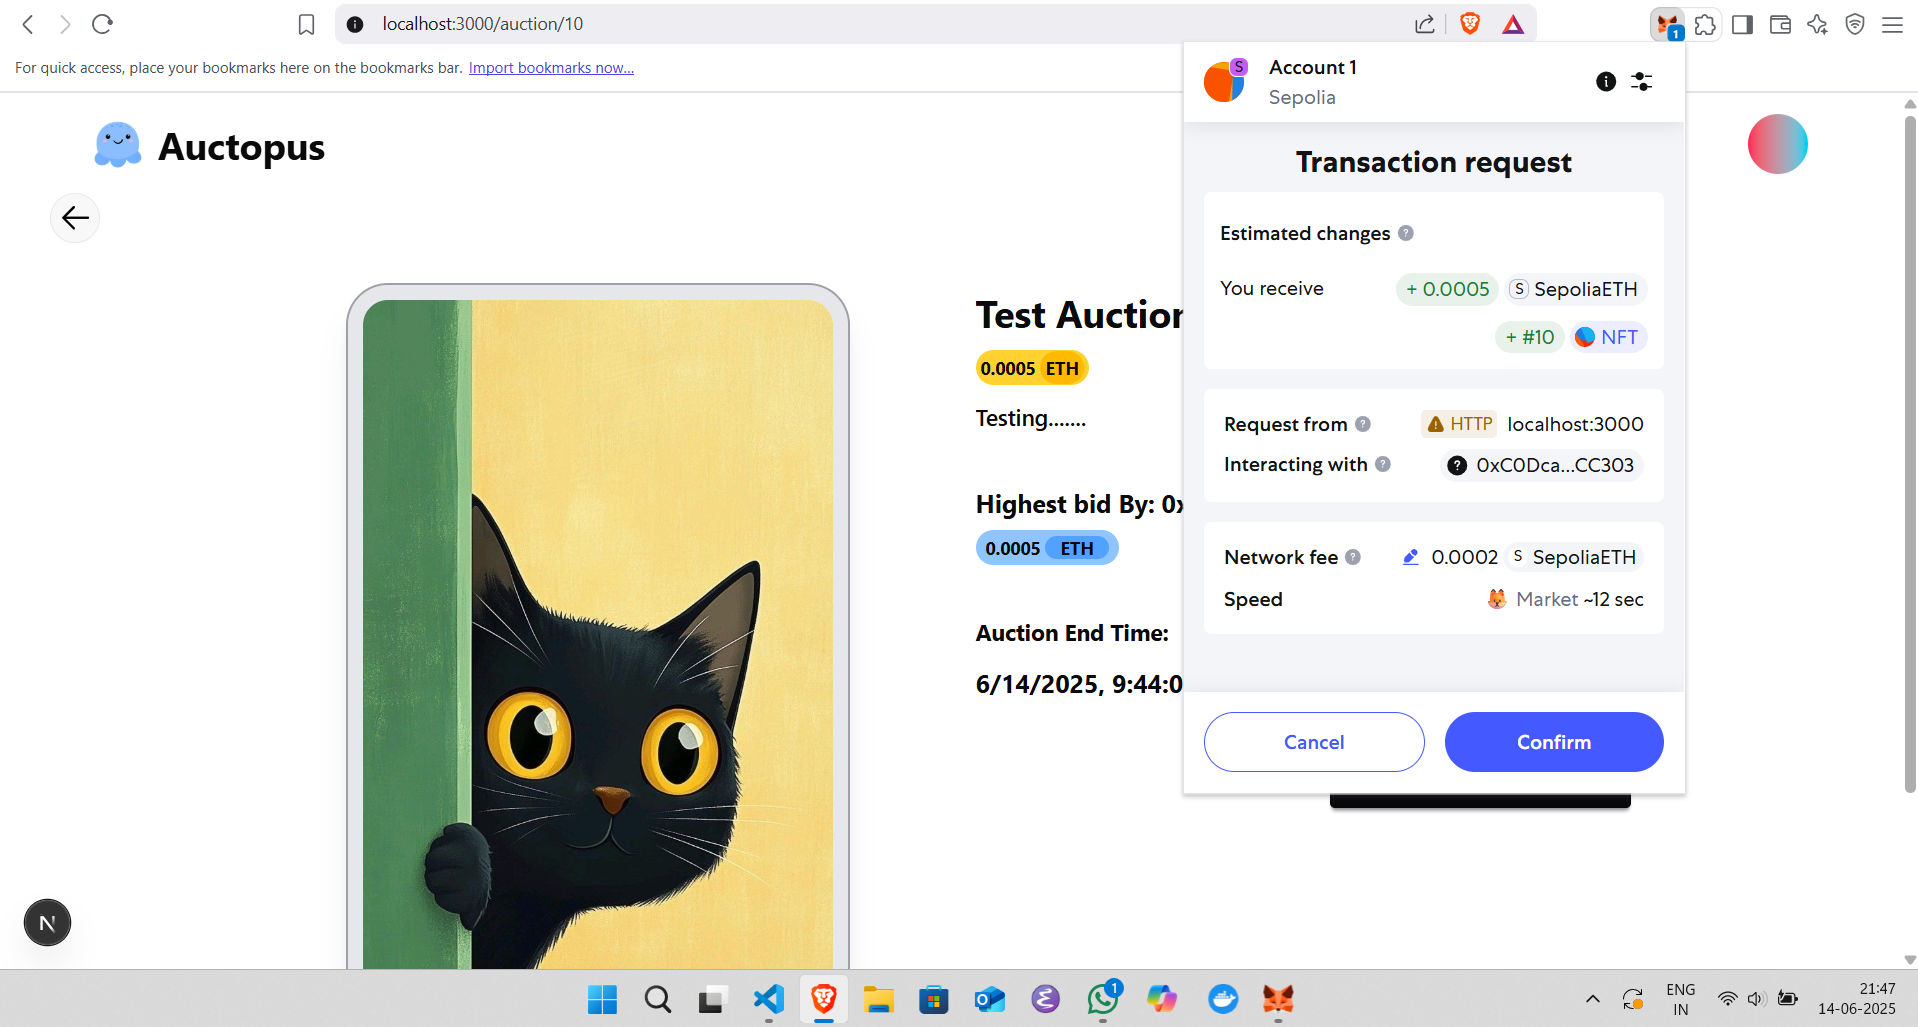 localhost:3000/auction/10
1
For quick access, place your bookmarks here on the bookmarks bar. Import bookmarks now...
Auctopus
Test Auction
0.0005 ETH
Testing.......
Highest bid By: 0x
0.0005 ETH
Auction End Time:
6/14/2025, 9:44:0
S
Account 1
Sepolia
Transaction request
Estimated changes ?
You receive + 0.0005 S SepoliaETH
+ #10 NFT
Request from ? HTTP localhost:3000
Interacting with ? ? 0xC0Dca...CC303
Network fee ? 0.0002 S SepoliaETH
Speed Market ~12 sec
Cancel
Confirm
N
1
ENG
IN
21:47
14-06-2025